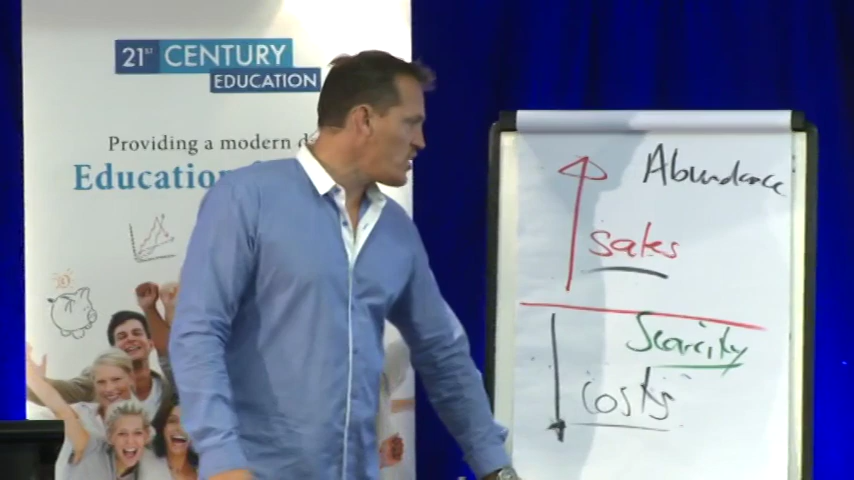 21ST CENTURY
EDUCATION
Providing a modern d
Education
Abundance
sales
Scarcity
costs